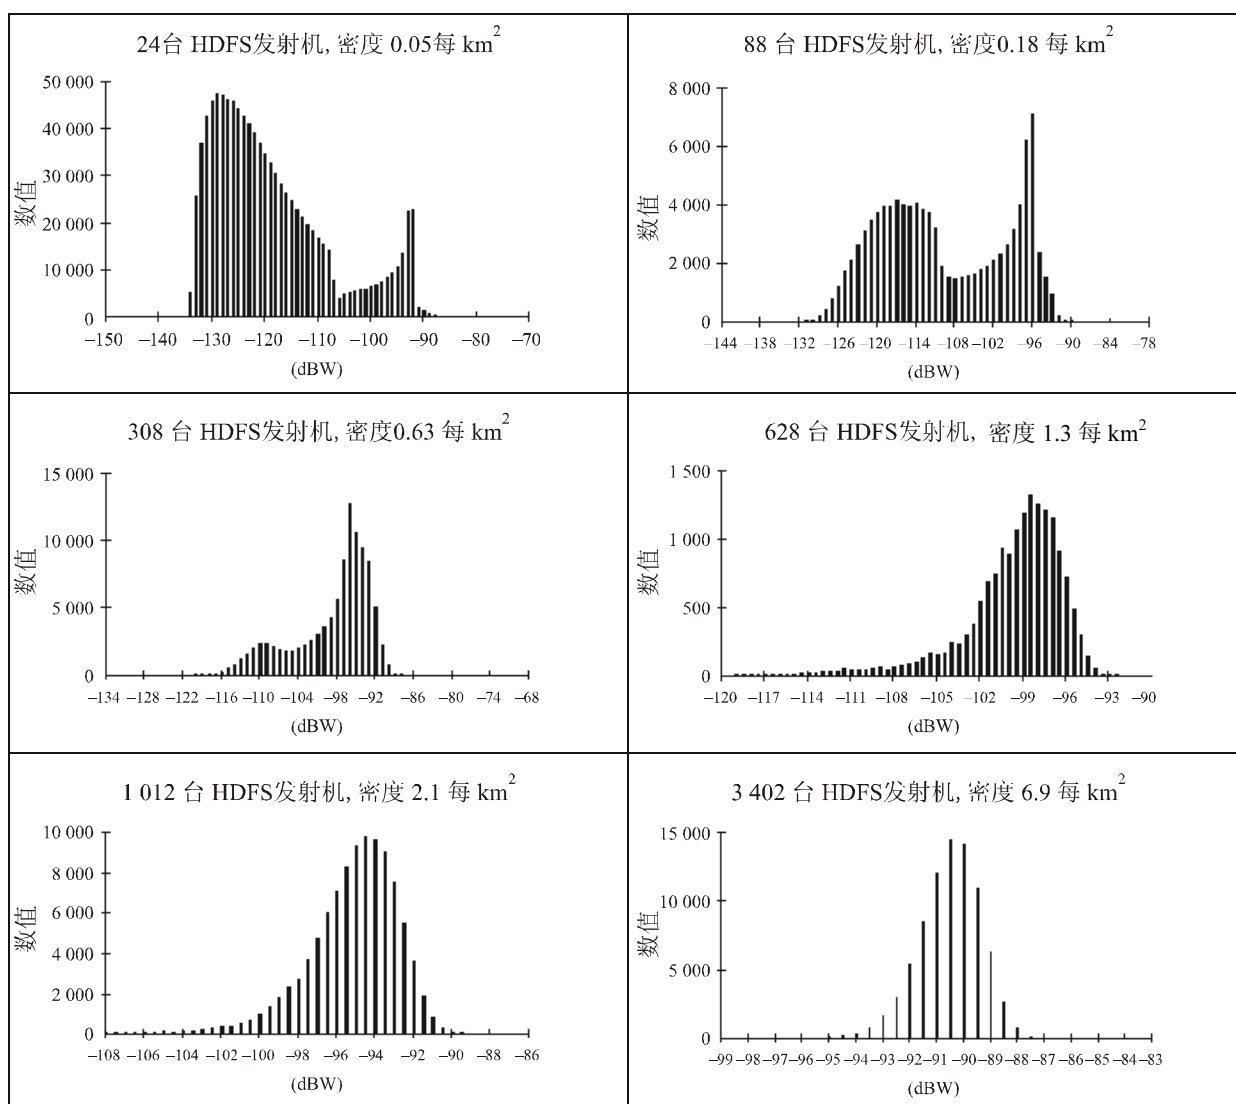 24台 HDFS发射机, 密度 0.05每 km²
50 000
40 000
30 000
20 000
10 000
0
数值
–150 –140 –130 –120 –110 –100 –90 –80 –70
(dBW)
88 台 HDFS发射机, 密度0.18 每 km²
8 000
6 000
4 000
2 000
0
数值
–144 –138 –132 –126 –120 –114 –108 –102 –96 –90 –84 –78
(dBW)
308 台 HDFS发射机, 密度0.63 每 km²
15 000
10 000
5 000
0
数值
–134 –128 –122 –116 –110 –104 –98 –92 –86 –80 –74 –68
(dBW)
628 台 HDFS发射机, 密度 1.3 每 km²
1 500
1 000
500
0
数值
–120 –117 –114 –111 –108 –105 –102 –99 –96 –93 –90
(dBW)
1 012 台 HDFS发射机, 密度 2.1 每 km²
10 000
8 000
6 000
4 000
2 000
0
数值
–108 –106 –104 –102 –100 –98 –96 –94 –92 –90 –88 –86
(dBW)
3 402 台 HDFS发射机, 密度 6.9 每 km²
15 000
10 000
5 000
0
数值
–99 –98 –97 –96 –95 –94 –93 –92 –91 –90 –89 –88 –87 –86 –85 –84 –83
(dBW)